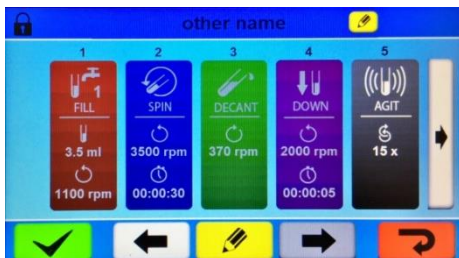 other name
1 2 3 4 5
1
FILL SPIN DECANT DOWN AGIT
3.5 ml 3500 rpm 370 rpm 2000 rpm 15 x
1100 rpm 00:00:30 00:00:05